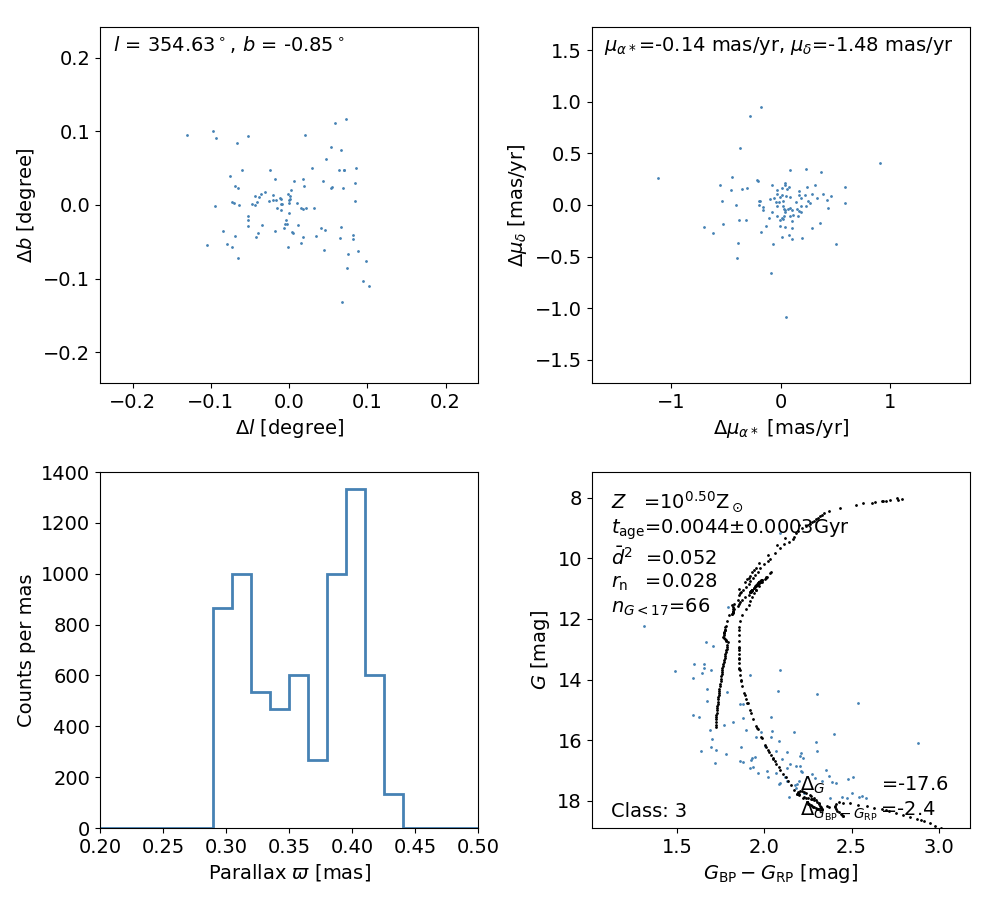 l = 354.63°, b = -0.85°
0.2
0.1
0.0
−0.1
−0.2
Δb [degree]
−0.2 −0.1 0.0 0.1 0.2
Δl [degree]
μα*=-0.14 mas/yr, μδ=-1.48 mas/yr
1.5
1.0
0.5
0.0
−0.5
−1.0
−1.5
Δμδ [mas/yr]
−1 0 1
Δμα* [mas/yr]
1400
1200
1000
800
600
400
200
0
Counts per mas
0.20 0.25 0.30 0.35 0.40 0.45 0.50
Parallax ϖ [mas]
Z =10^0.50 Z⊙
t_age=0.0044±0.0003Gyr
d̄² =0.052
r_n =0.028
n_G<17=66
Δ_G =-17.6
Δ_GBP−GRP =-2.4
Class: 3
8
10
12
14
16
18
G [mag]
1.5 2.0 2.5 3.0
G_BP − G_RP [mag]